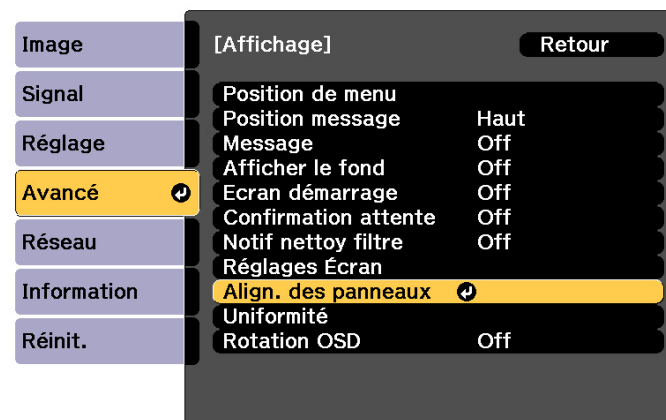 Image
Signal
Réglage
Avancé
Réseau
Information
Réinit.
[Affichage] Retour
Position de menu
Position message Haut
Message Off
Afficher le fond Off
Ecran démarrage Off
Confirmation attente Off
Notif nettoy filtre Off
Réglages Écran
Align. des panneaux
Uniformité
Rotation OSD Off